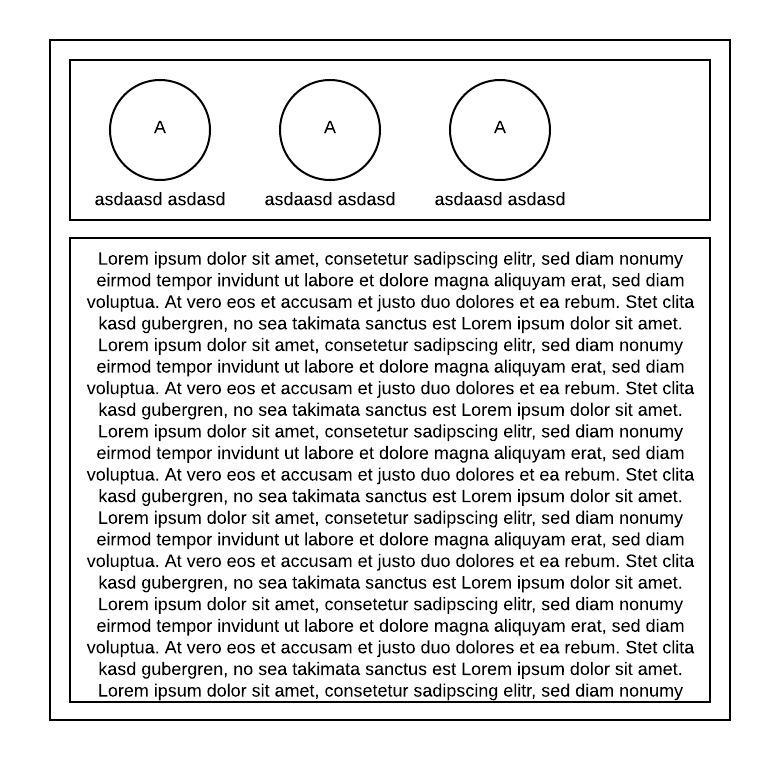 A A A
asdaasd asdasd asdaasd asdasd asdaasd asdasd
Lorem ipsum dolor sit amet, consetetur sadipscing elitr, sed diam nonumy
eirmod tempor invidunt ut labore et dolore magna aliquyam erat, sed diam
voluptua. At vero eos et accusam et justo duo dolores et ea rebum. Stet clita
kasd gubergren, no sea takimata sanctus est Lorem ipsum dolor sit amet.
Lorem ipsum dolor sit amet, consetetur sadipscing elitr, sed diam nonumy
eirmod tempor invidunt ut labore et dolore magna aliquyam erat, sed diam
voluptua. At vero eos et accusam et justo duo dolores et ea rebum. Stet clita
kasd gubergren, no sea takimata sanctus est Lorem ipsum dolor sit amet.
Lorem ipsum dolor sit amet, consetetur sadipscing elitr, sed diam nonumy
eirmod tempor invidunt ut labore et dolore magna aliquyam erat, sed diam
voluptua. At vero eos et accusam et justo duo dolores et ea rebum. Stet clita
kasd gubergren, no sea takimata sanctus est Lorem ipsum dolor sit amet.
Lorem ipsum dolor sit amet, consetetur sadipscing elitr, sed diam nonumy
eirmod tempor invidunt ut labore et dolore magna aliquyam erat, sed diam
voluptua. At vero eos et accusam et justo duo dolores et ea rebum. Stet clita
kasd gubergren, no sea takimata sanctus est Lorem ipsum dolor sit amet.
Lorem ipsum dolor sit amet, consetetur sadipscing elitr, sed diam nonumy
eirmod tempor invidunt ut labore et dolore magna aliquyam erat, sed diam
voluptua. At vero eos et accusam et justo duo dolores et ea rebum. Stet clita
kasd gubergren, no sea takimata sanctus est Lorem ipsum dolor sit amet.
Lorem ipsum dolor sit amet, consetetur sadipscing elitr, sed diam nonumy